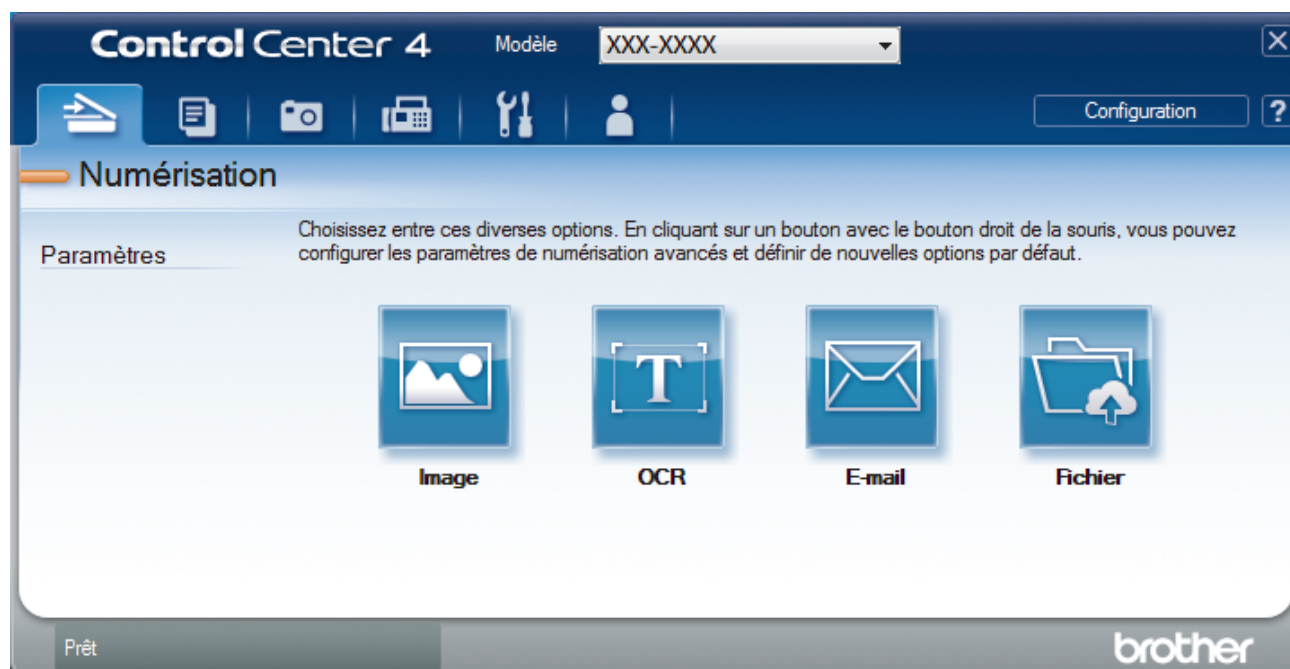 Control Center 4 Modèle XXX-XXXX
Configuration ?
Numérisation
Paramètres
Choisissez entre ces diverses options. En cliquant sur un bouton avec le bouton droit de la souris, vous pouvez
configurer les paramètres de numérisation avancés et définir de nouvelles options par défaut.
T
Image OCR E-mail Fichier
Prêt brother